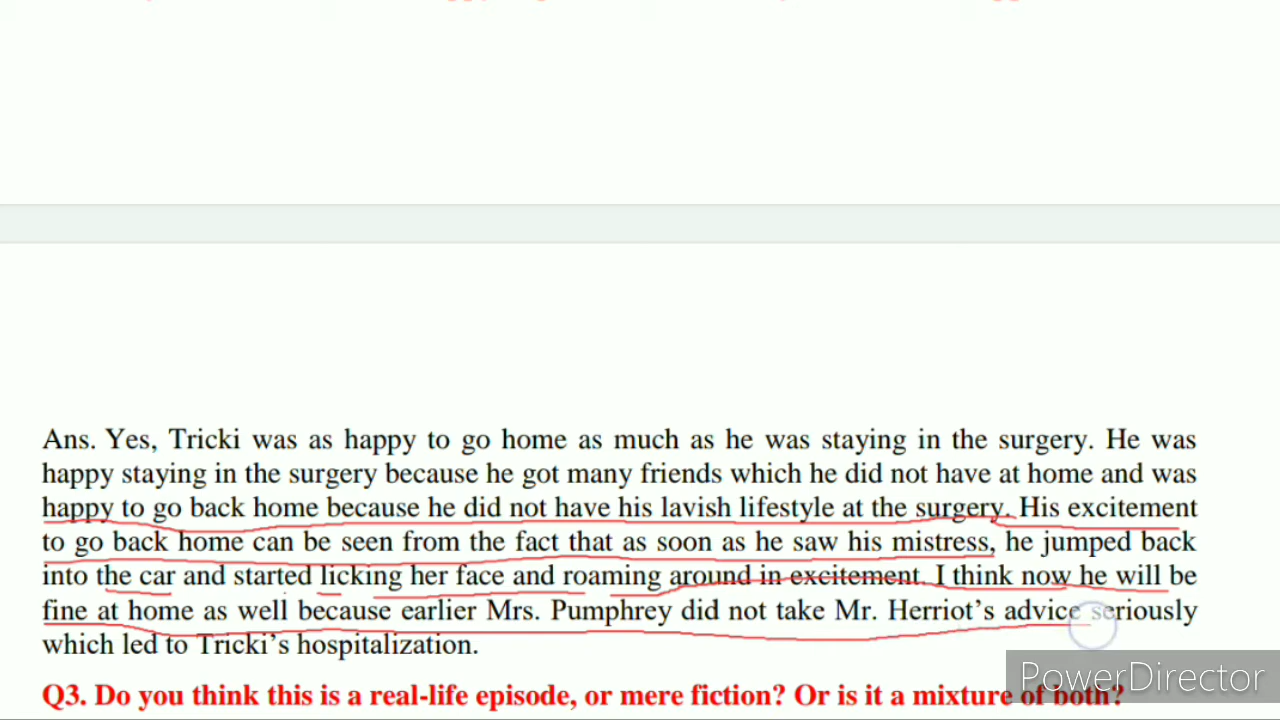 Ans. Yes, Tricki was as happy to go home as much as he was staying in the surgery. He was
happy staying in the surgery because he got many friends which he did not have at home and was
happy to go back home because he did not have his lavish lifestyle at the surgery. His excitement
to go back home can be seen from the fact that as soon as he saw his mistress, he jumped back
into the car and started licking her face and roaming around in excitement. I think now he will be
fine at home as well because earlier Mrs. Pumphrey did not take Mr. Herriot's advice seriously
which led to Tricki's hospitalization.
Q3. Do you think this is a real-life episode, or mere fiction? Or is it a mixture of both?
PowerDirector